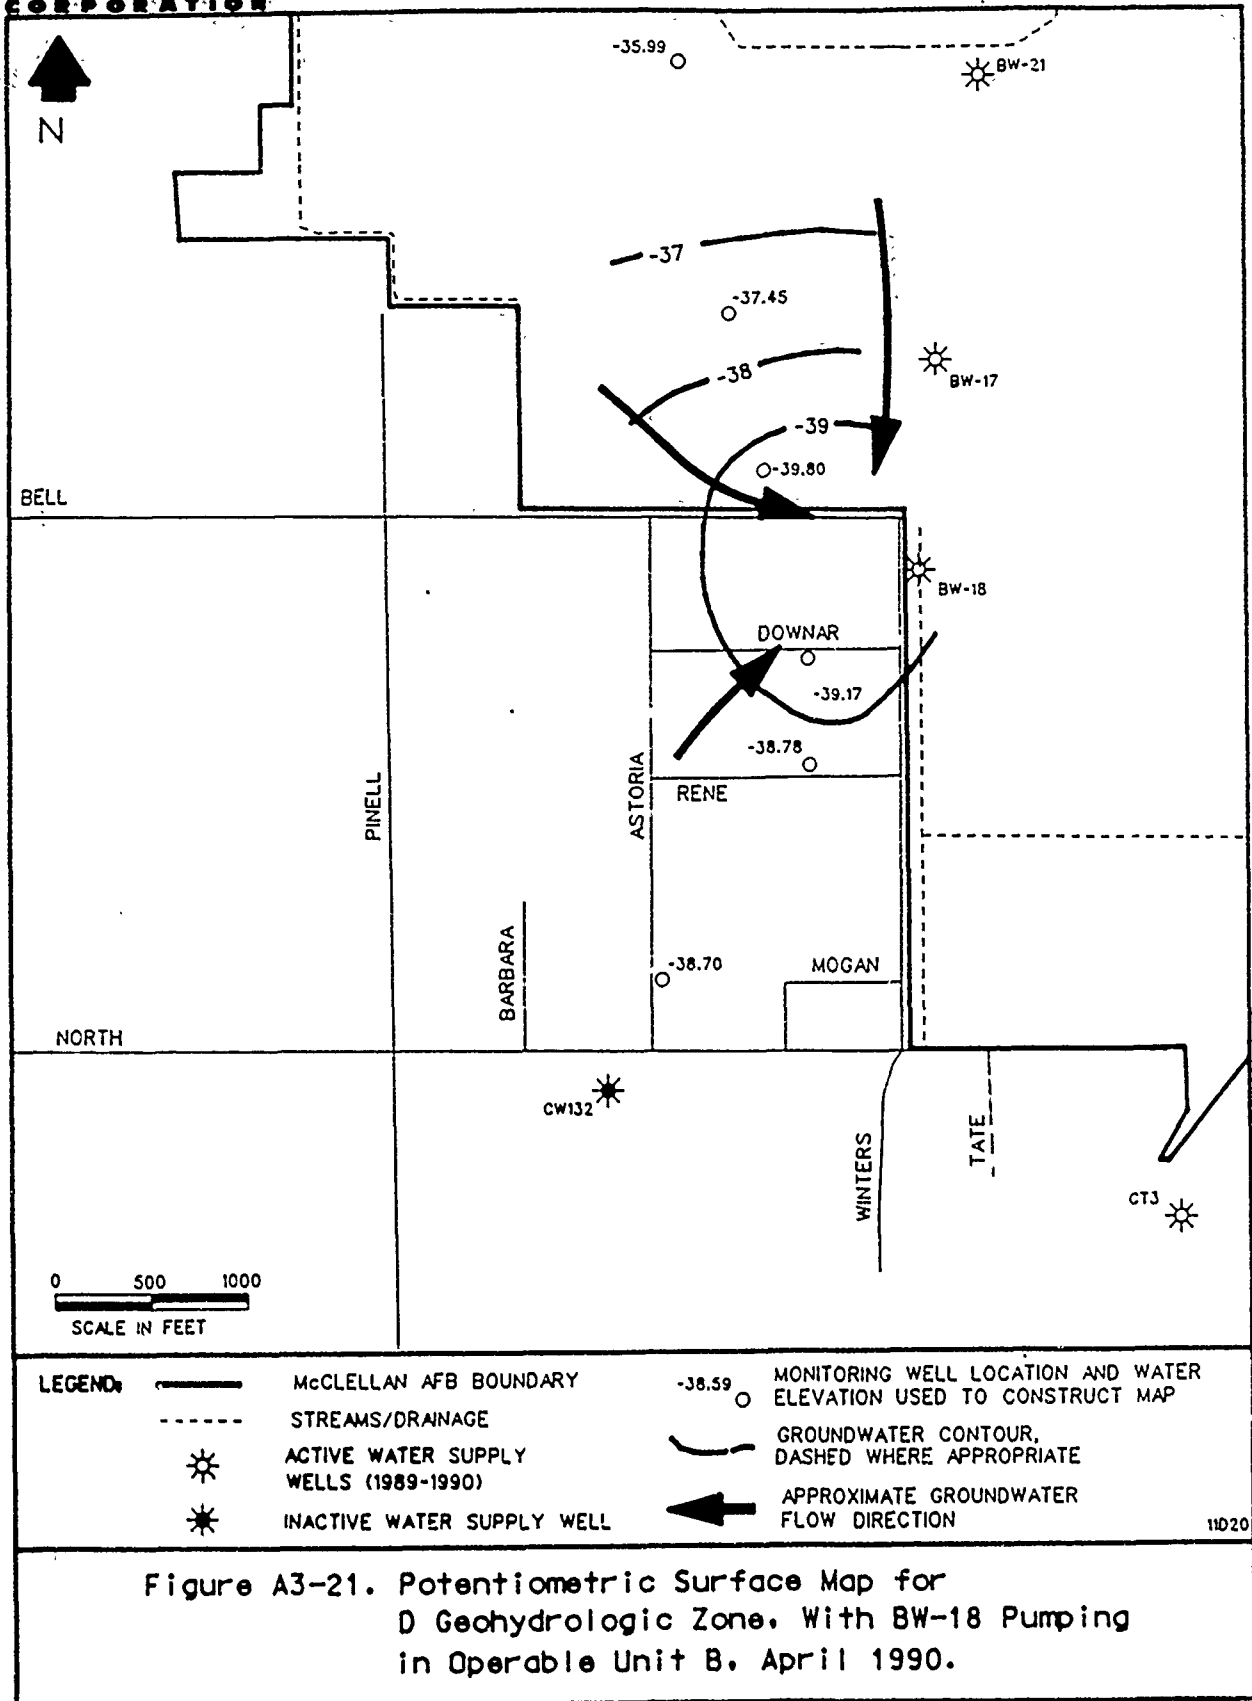 CORPORATION
-35.99
BW-21
N
-37
-37.45
-38
BW-17
-39
-39.80
BELL
BW-18
DOWNAR
-39.17
-38.78
RENE
ASTORIA
PINELL
BARBARA
-38.70
MOGAN
NORTH
CW132
WINTERS
TATE
CT3
0 500 1000
SCALE IN FEET
LEGEND:
McCLELLAN AFB BOUNDARY
STREAMS/DRAINAGE
ACTIVE WATER SUPPLY
WELLS (1989-1990)
INACTIVE WATER SUPPLY WELL
-38.59
MONITORING WELL LOCATION AND WATER
ELEVATION USED TO CONSTRUCT MAP
GROUNDWATER CONTOUR,
DASHED WHERE APPROPRIATE
APPROXIMATE GROUNDWATER
FLOW DIRECTION
11D20
Figure A3-21. Potentiometric Surface Map for
D Geohydrologic Zone, With BW-18 Pumping
in Operable Unit B, April 1990.